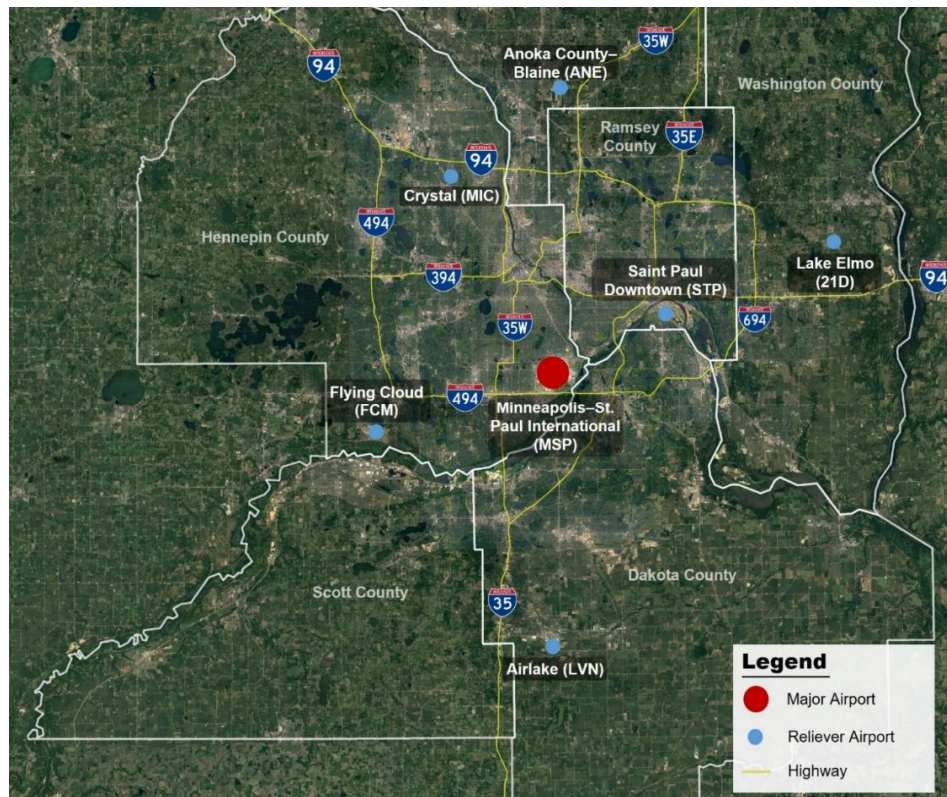 35W
94
Anoka County–
Blaine (ANE)
Washington County
Ramsey
County
35E
94
Crystal (MIC)
494
Hennepin County
394
Saint Paul
Downtown (STP)
Lake Elmo
(21D)
94
35W
694
Flying Cloud
(FCM)
494
Minneapolis–St.
Paul International
(MSP)
Scott County
Dakota County
35
Airlake (LVN)
Legend
Major Airport
Reliever Airport
Highway